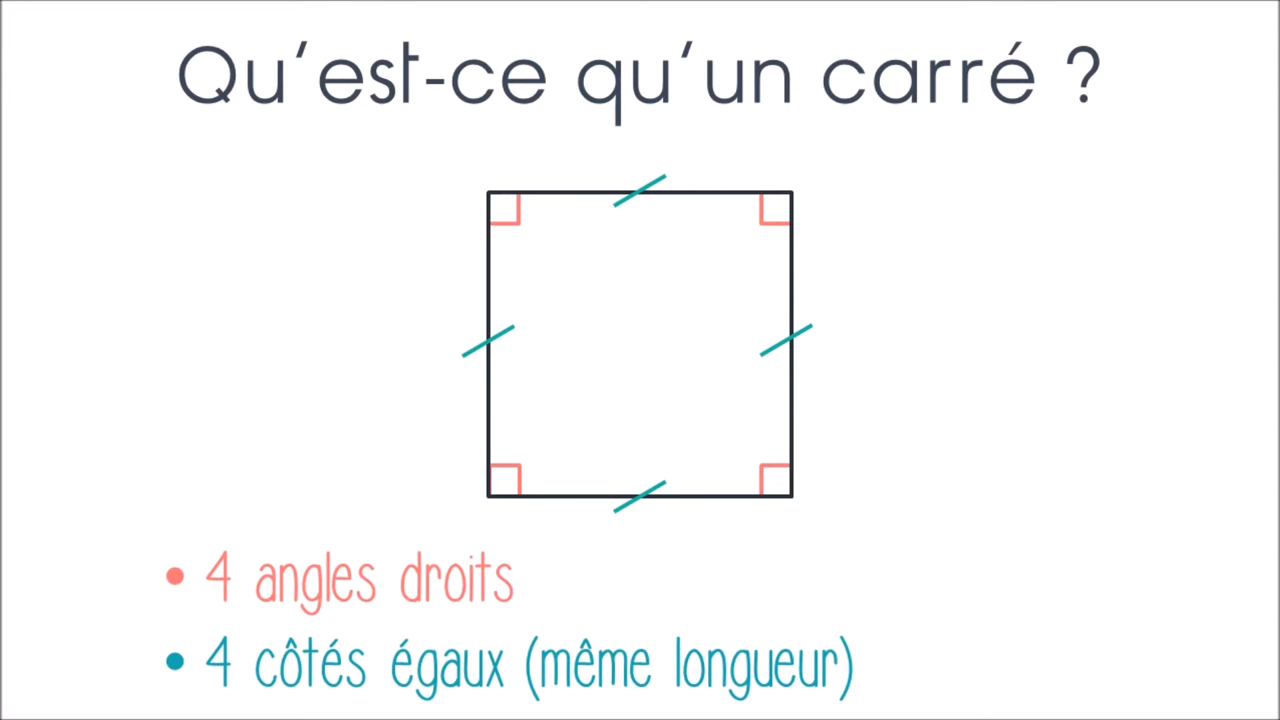 Qu'est-ce qu'un carré ?
• 4 angles droits
• 4 côtés égaux (même longueur)